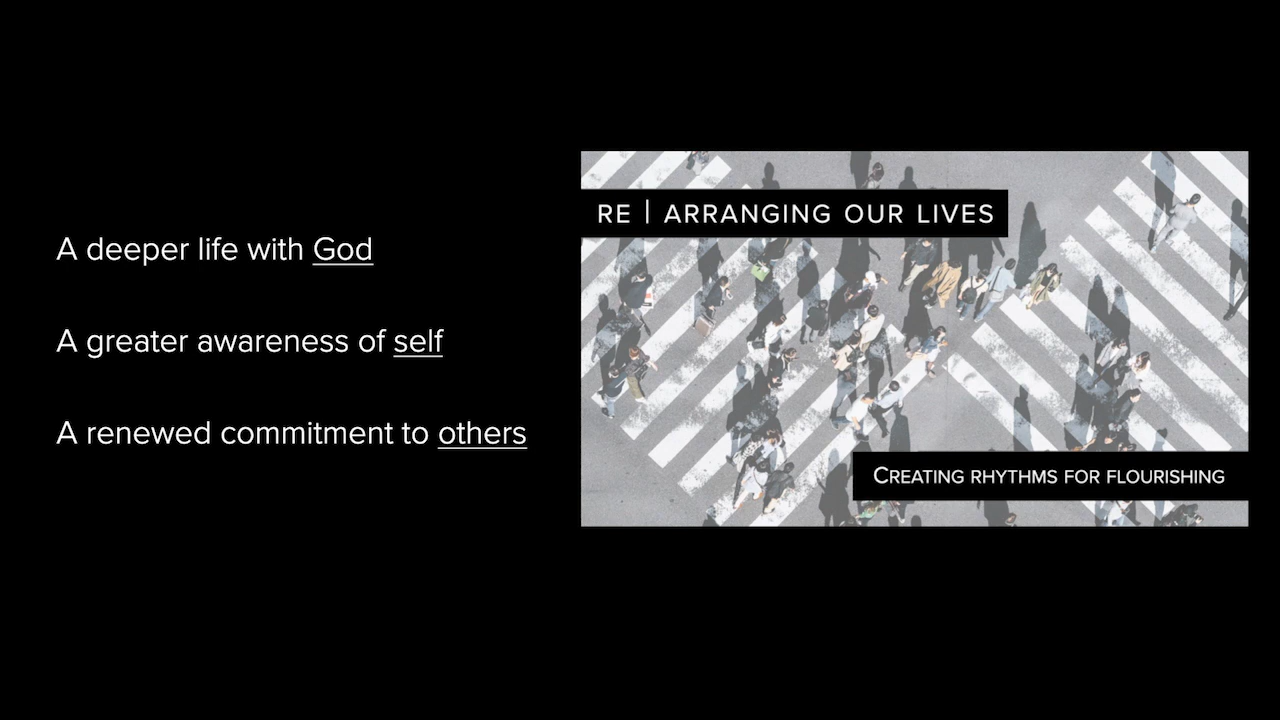 A deeper life with God
A greater awareness of self
A renewed commitment to others
RE | ARRANGING OUR LIVES
CREATING RHYTHMS FOR FLOURISHING